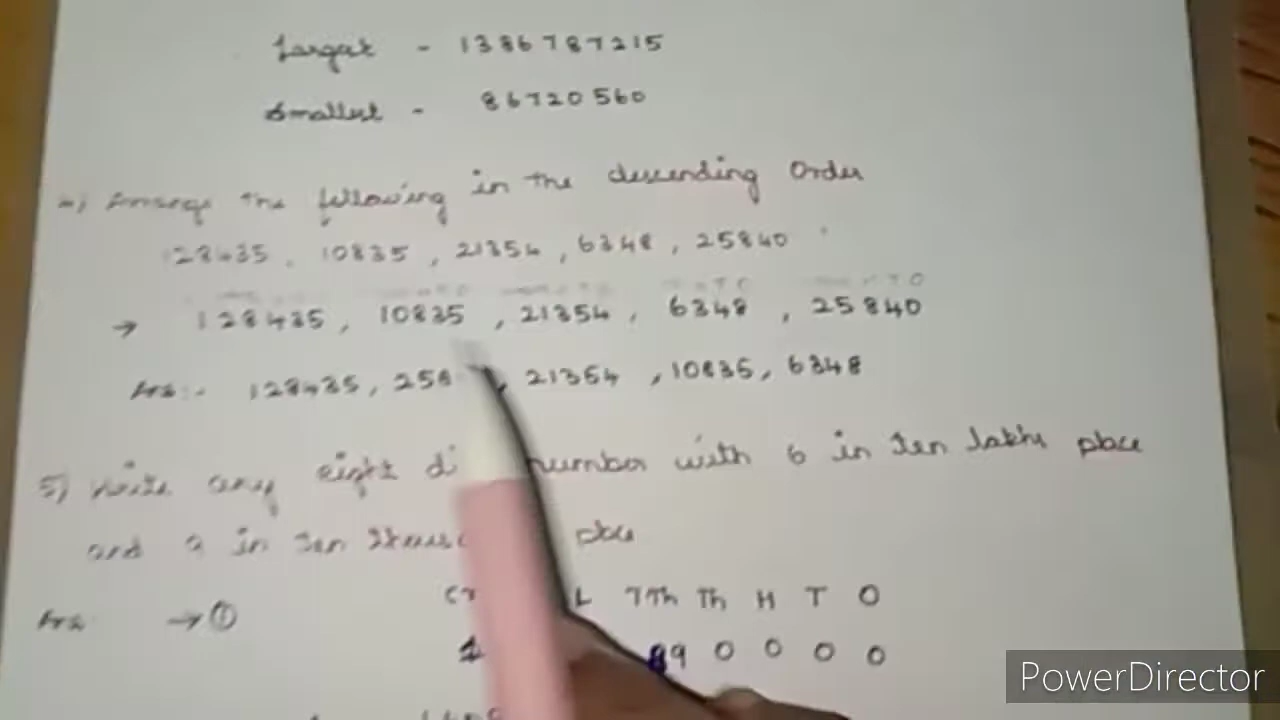 Largest - 1386787215
Smallest - 86720560
4) Arrange the following in the descending Order
128435, 10835, 21354, 6348, 25840
→ 128435, 10835, 21354, 6348, 25840
Ans:- 128435, 258 , 21354, 10835, 6348
5) write any eight di number with 6 in Ten lakhs place
and 9 in Ten thous place
Ans → ① L TTh Th H T O
9 0 0 0 0
PowerDirector